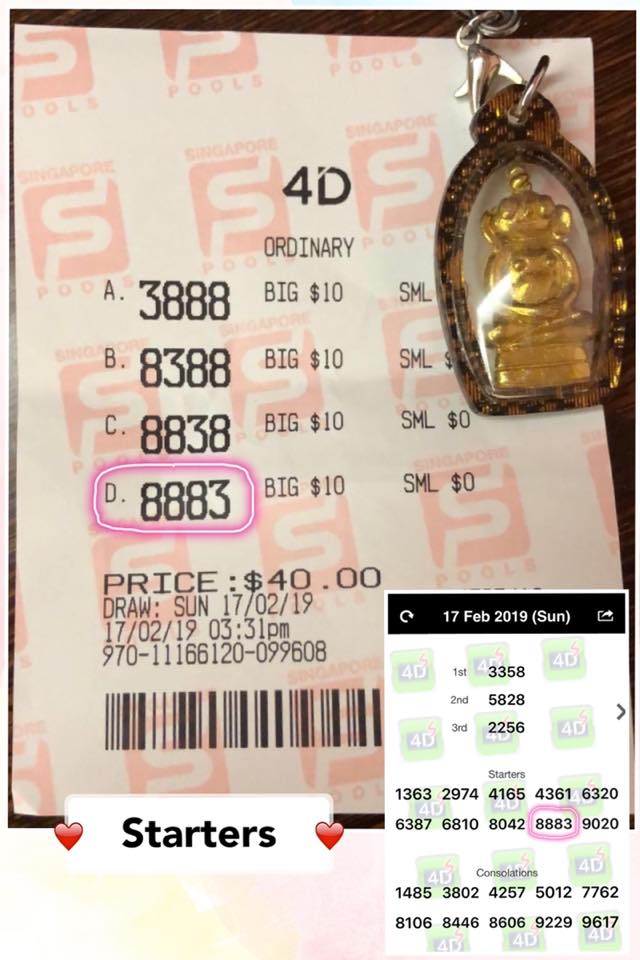 SINGAPORE
POOLS
4D
ORDINARY
A. 3888 BIG $10 SML
B. 8388 BIG $10 SML $
C. 8838 BIG $10 SML $0
D. 8883 BIG $10 SML $0
PRICE:$40.00
DRAW: SUN 17/02/19
17/02/19 03:31pm
970-11166120-099608
17 Feb 2019 (Sun)
1st 3358
2nd 5828
3rd 2256
Starters
1363 2974 4165 4361 6320
6387 6810 8042 8883 9020
Consolations
1485 3802 4257 5012 7762
8106 8446 8606 9229 9617
Starters